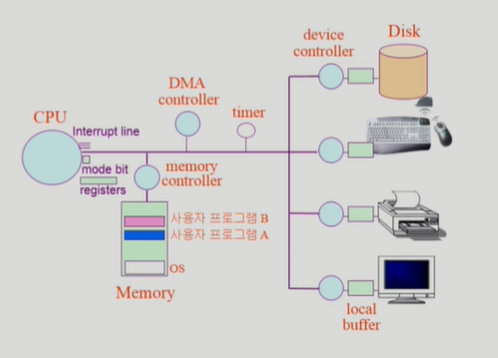 device
controller
Disk
DMA
controller
timer
CPU
Interrupt line
mode bit
registers
memory
controller
사용자 프로그램 B
사용자 프로그램 A
OS
Memory
local
buffer